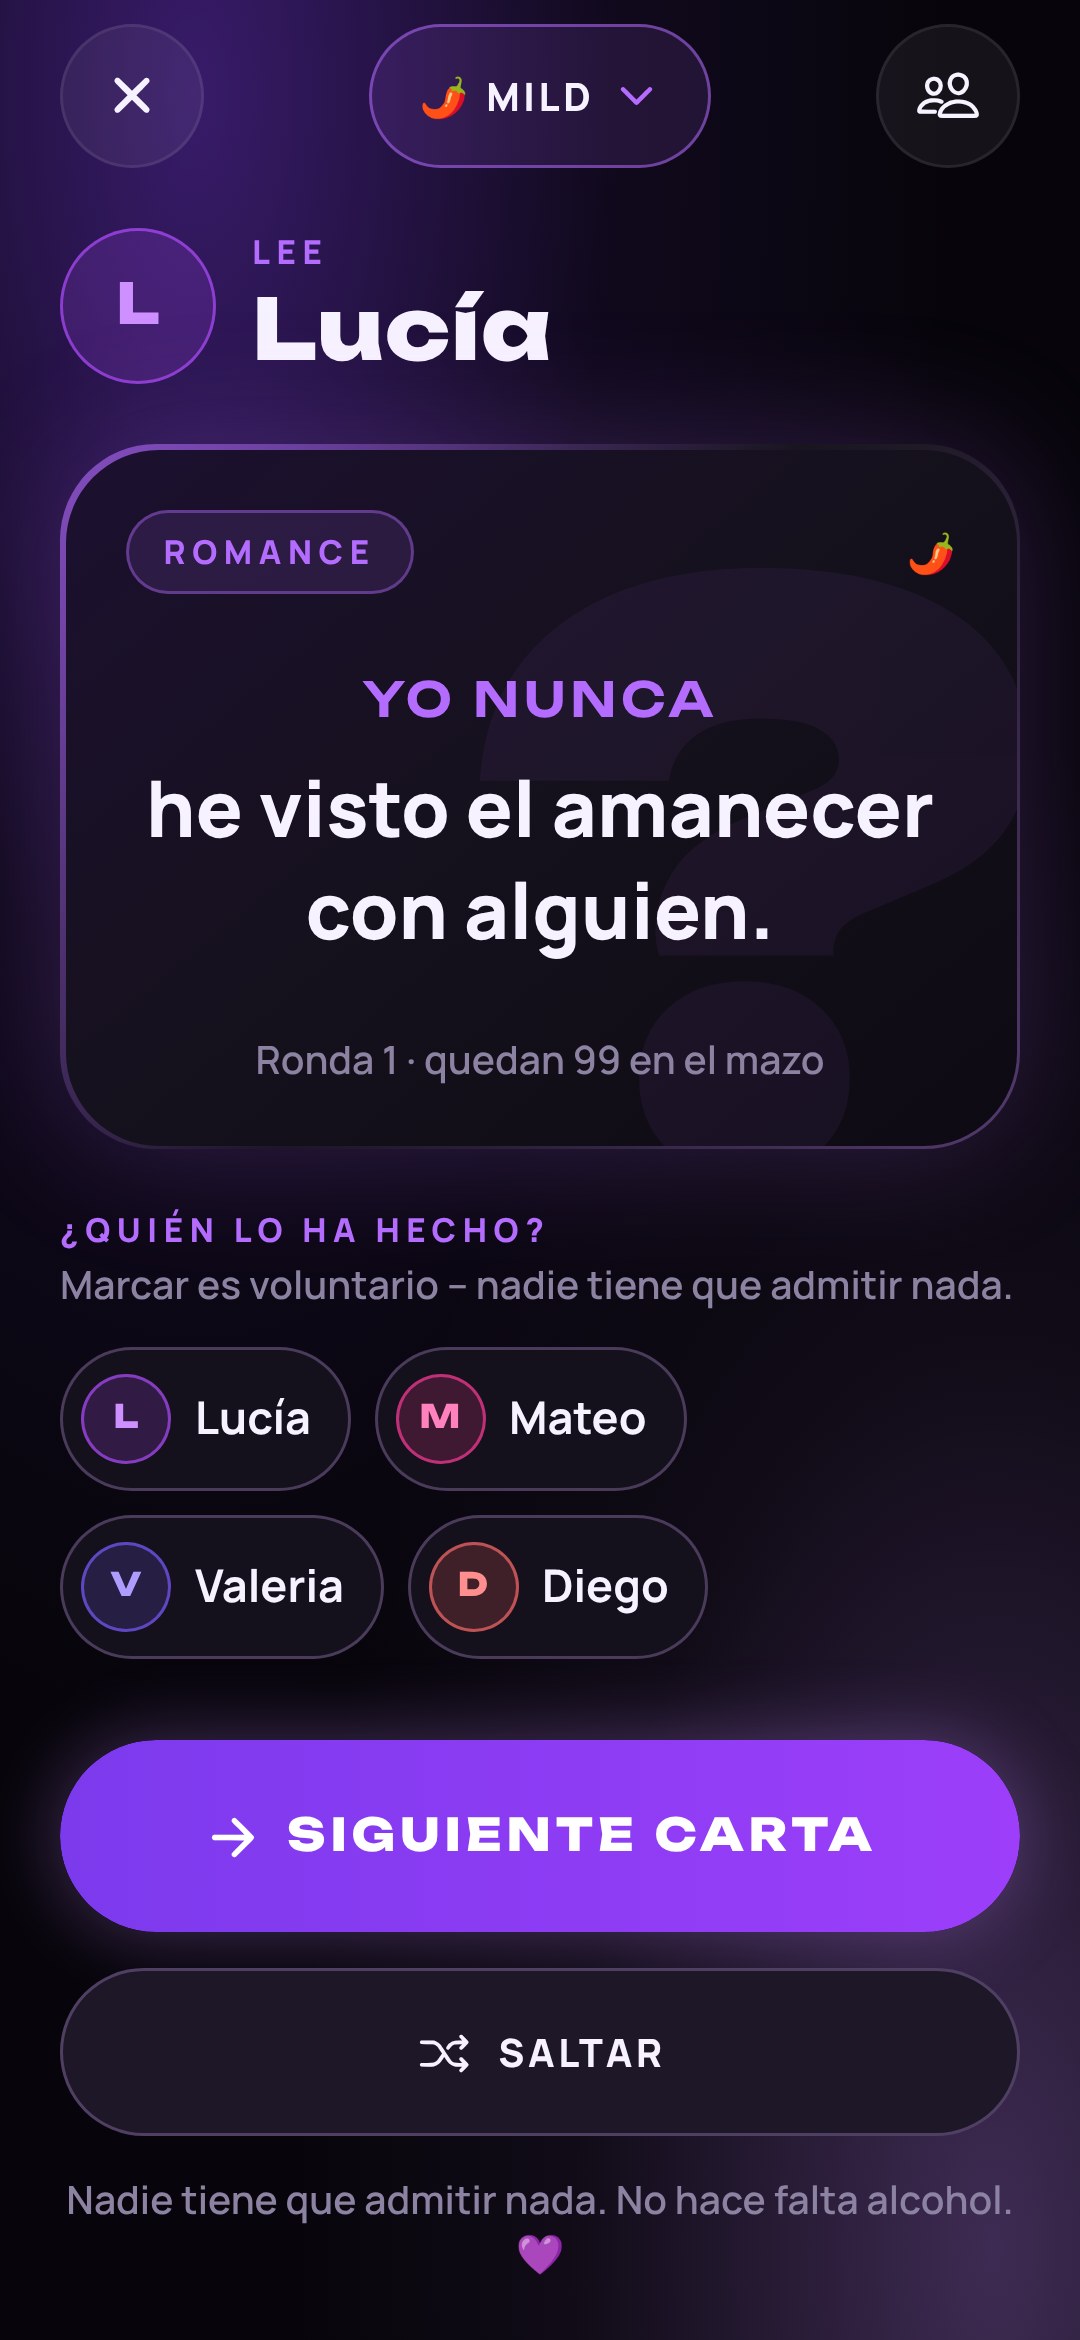 🌶️ MILD
L
LEE
Lucía
ROMANCE
🌶️
YO NUNCA
he visto el amanecer
con alguien.
Ronda 1 · quedan 99 en el mazo
¿QUIÉN LO HA HECHO?
Marcar es voluntario – nadie tiene que admitir nada.
L Lucía
M Mateo
V Valeria
D Diego
→ SIGUIENTE CARTA
SALTAR
Nadie tiene que admitir nada. No hace falta alcohol.
💜